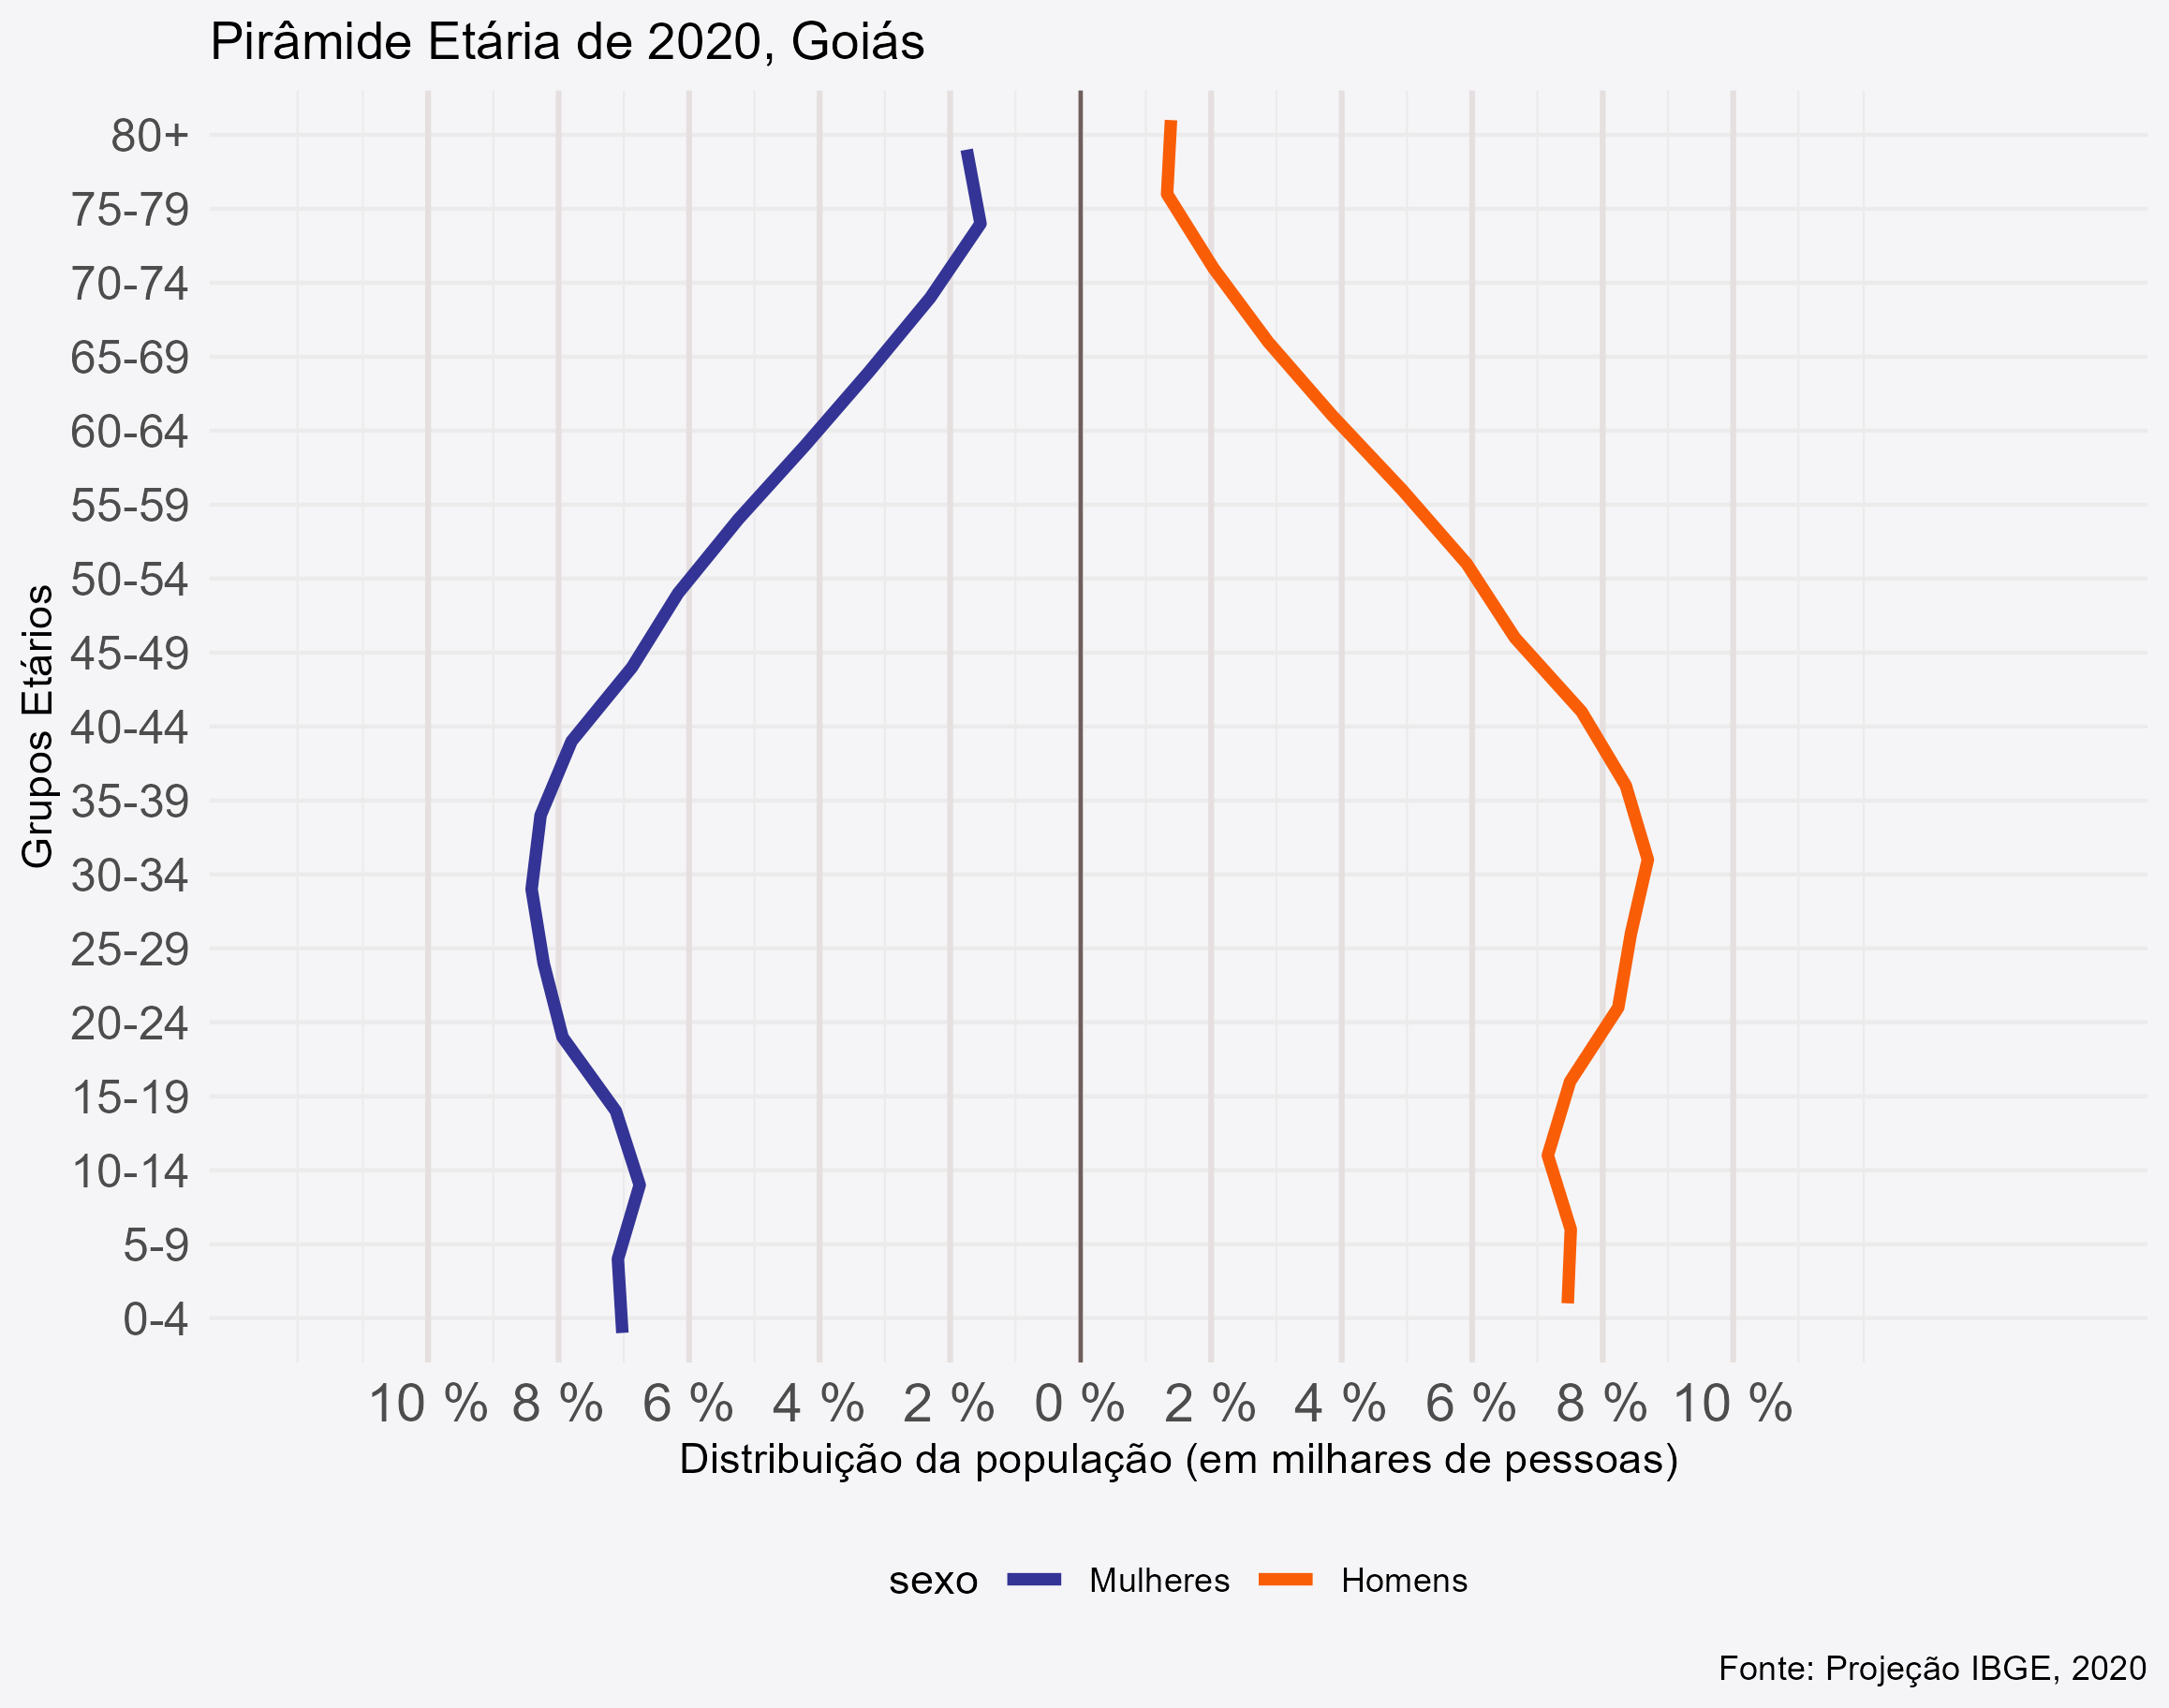 Pirâmide Etária de 2020, Goiás
Grupos Etários
80+
75-79
70-74
65-69
60-64
55-59
50-54
45-49
40-44
35-39
30-34
25-29
20-24
15-19
10-14
5-9
0-4
10 % 8 % 6 % 4 % 2 % 0 % 2 % 4 % 6 % 8 % 10 %
Distribuição da população (em milhares de pessoas)
sexo Mulheres Homens
Fonte: Projeção IBGE, 2020